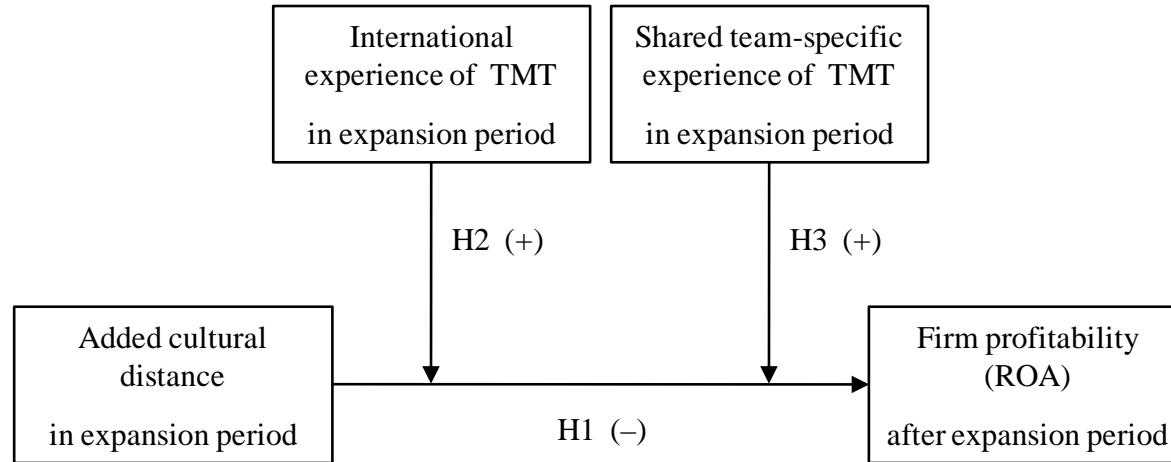 International
experience of TMT
in expansion period
Shared team-specific
experience of TMT
in expansion period
H2 (+)
H3 (+)
Added cultural
distance
in expansion period
H1 (–)
Firm profitability
(ROA)
after expansion period